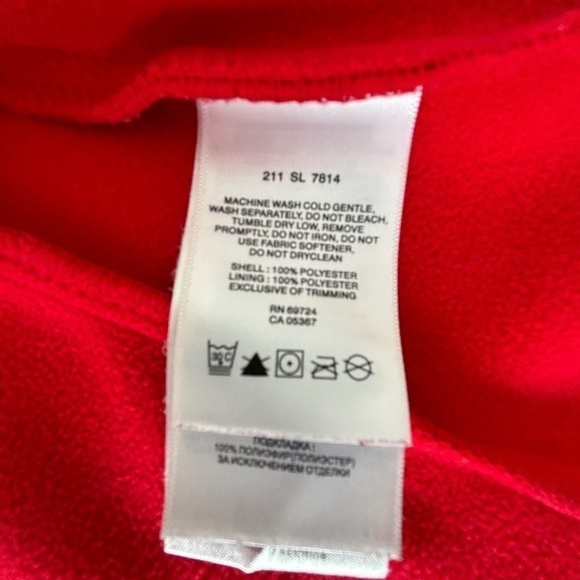 211 SL 7814
MACHINE WASH COLD GENTLE,
WASH SEPARATELY, DO NOT BLEACH,
TUMBLE DRY LOW, REMOVE
PROMPTLY, DO NOT IRON, DO NOT
USE FABRIC SOFTENER,
DO NOT DRYCLEAN
SHELL : 100% POLYESTER
LINING : 100% POLYESTER
EXCLUSIVE OF TRIMMING
RN 69724
CA 05367
30 C
ПОДКЛАДКА :
100% ПОЛИЭФИР(ПОЛИЭСТЕР)
ЗА ИСКЛЮЧЕНИЕМ ОТДЕЛКИ